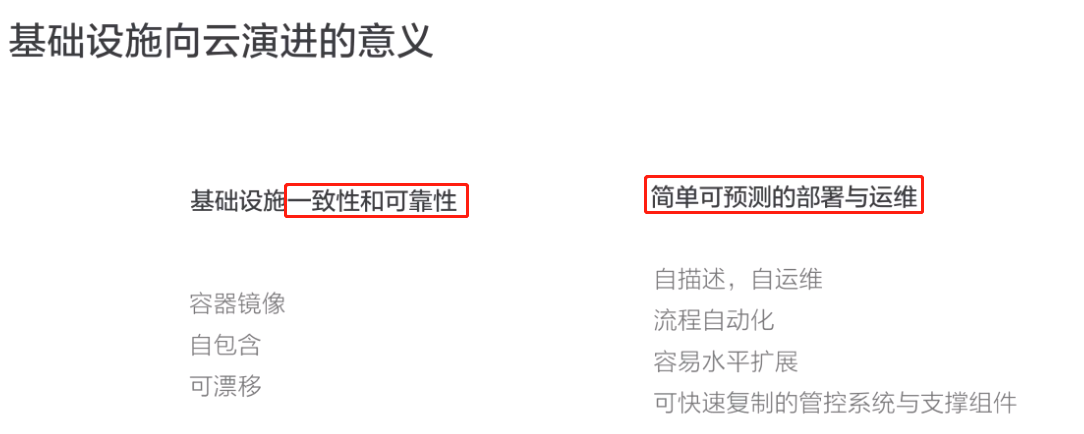 基础设施向云演进的意义
基础设施一致性和可靠性
容器镜像
自包含
可漂移
简单可预测的部署与运维
自描述，自运维
流程自动化
容易水平扩展
可快速复制的管控系统与支撑组件